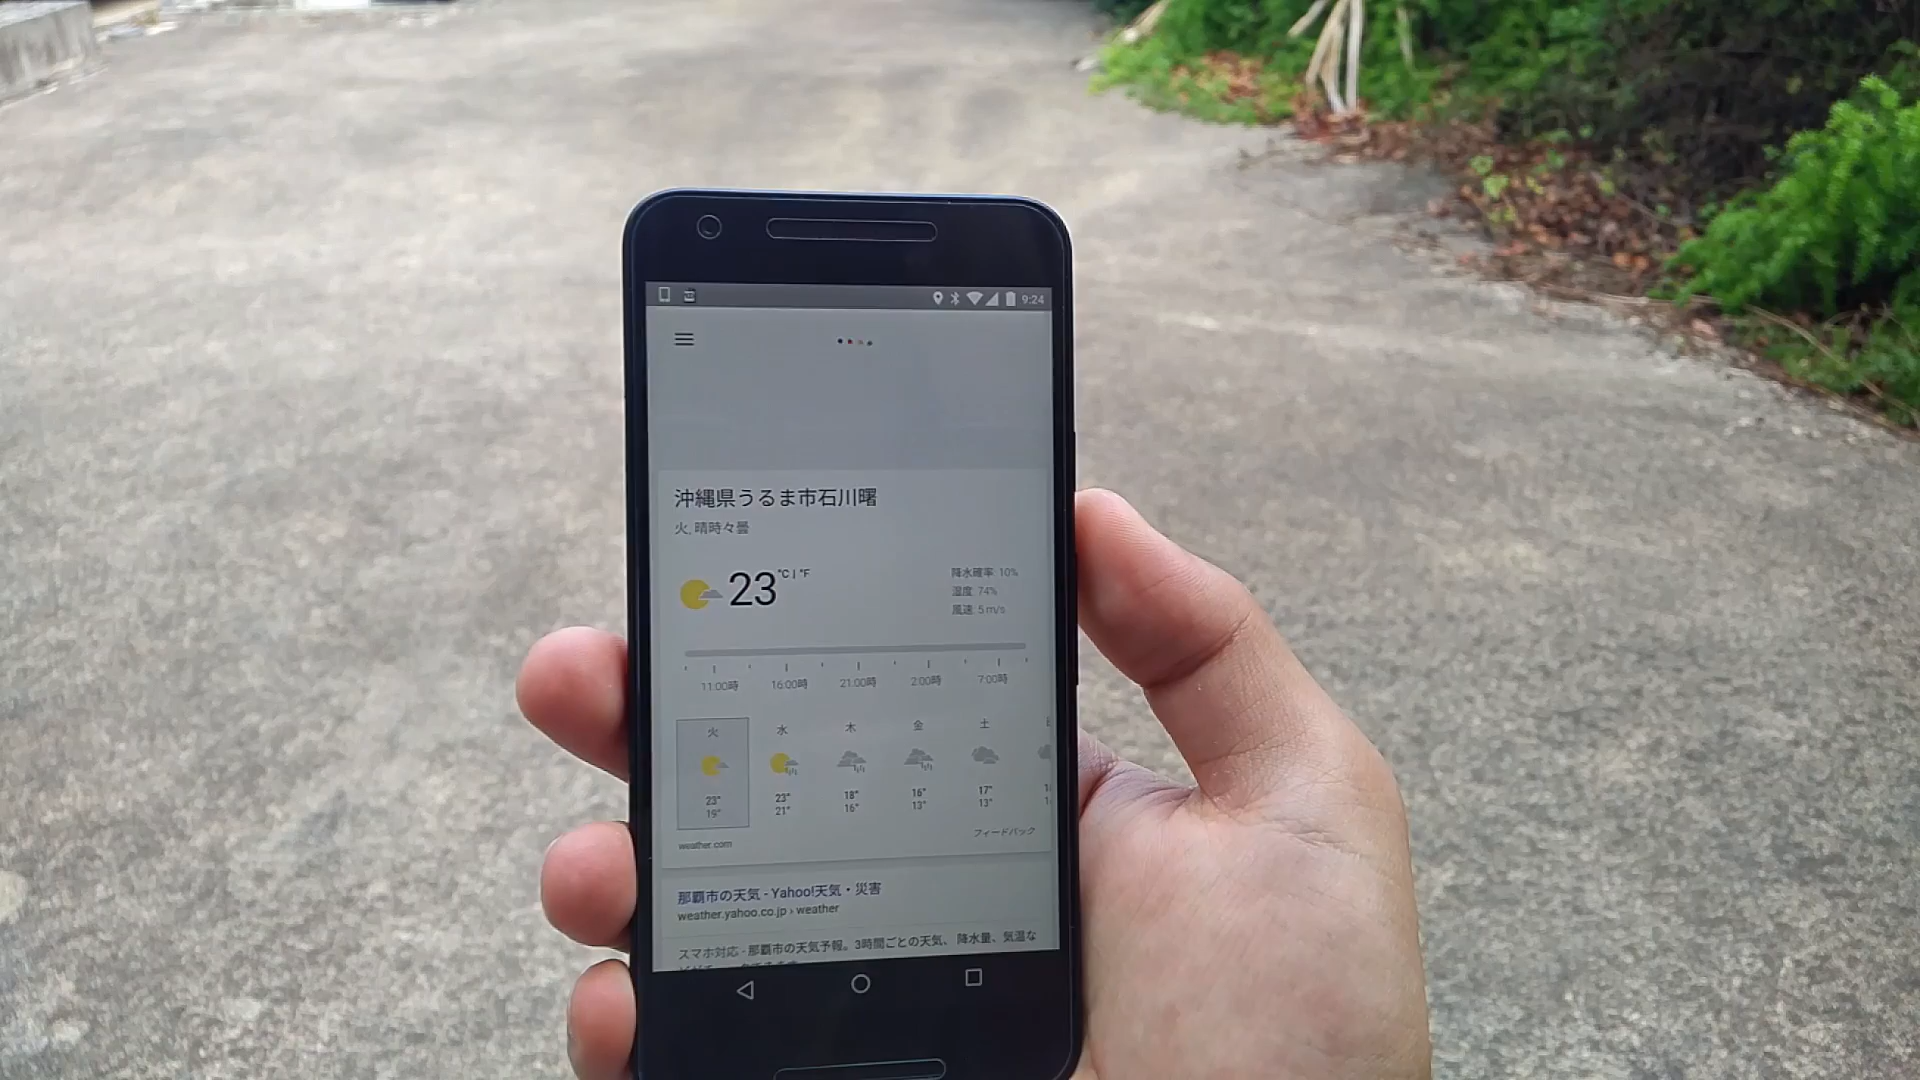 9:24
沖縄県うるま市石川曙
火, 晴時々曇
23 °C | °F
降水確率: 10%
湿度: 74%
風速: 5 m/s
11:00時 16:00時 21:00時 2:00時 7:00時
火 水 木 金 土
23° 23° 18° 16° 17°
19° 21° 16° 13° 13°
フィードバック
weather.com
那覇市の天気 - Yahoo!天気・災害
weather.yahoo.co.jp › weather
スマホ対応 - 那覇市の天気予報。3時間ごとの天気、降水量、気温な